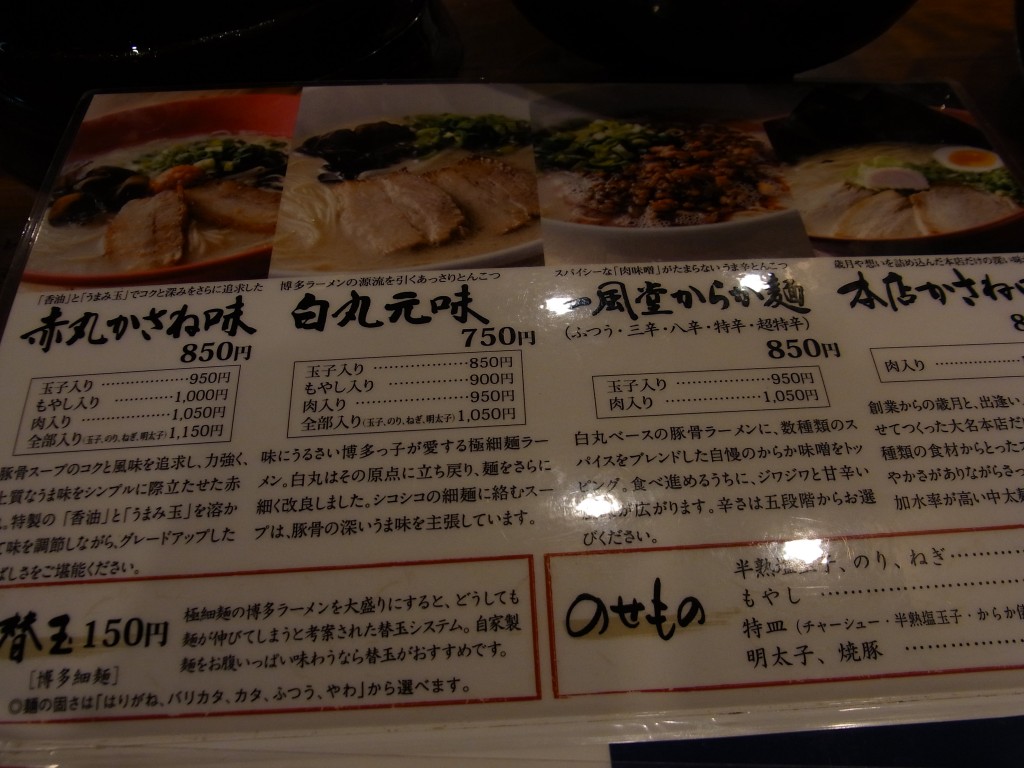 「香油」と「うまみ玉」でコクと深みをさらに追求した
赤丸かさね味
850円
玉子入り ………………950円
もやし入り …………1,000円
肉入り ………………1,050円
全部入り(玉子、のり、ねぎ、明太子) 1,150円
豚骨スープのコクと風味を追求し、力強く、
上質なうま味をシンプルに際立たせた赤
特製の「香油」と「うまみ玉」を溶か
て味を調節しながら、グレードアップした
ばしさをご堪能ください。
博多ラーメンの源流を引くあっさりとんこつ
白丸元味
750円
玉子入り ………………850円
もやし入り ……………900円
肉入り …………………950円
全部入り(玉子、のり、ねぎ、明太子) 1,050円
味にうるさい博多っ子が愛する極細麺ラー
メン。白丸はその原点に立ち戻り、麺をさらに
細く改良しました。シコシコの細麺に絡むスー
プは、豚骨の深いうま味を主張しています。
スパイシーな「肉味噌」がたまらないうま辛とんこつ
一風堂からか麺
(ふつう・三辛・八辛・特辛・超特辛)
850円
玉子入り ………………950円
肉入り ………………1,050円
白丸ベースの豚骨ラーメンに、数種類のス
パイスをブレンドした自慢のからか味噌をトッ
ピング。食べ進めるうちに、ジワジワと甘辛い
が広がります。辛さは五段階からお選
びください。
歳月や想いを詰め込んだ本店だけの深い味
本店かさね
8
肉入り ………………
創業からの歳月と、出逢い、
せてつくった大名本店だ
種類の食材からとったス
やかさがありながらさっ
加水率が高い中太
替玉 150円
[博多細麺]
極細麺の博多ラーメンを大盛りにすると、どうしても
麺が伸びてしまうと考案された替玉システム。自家製
麺をお腹いっぱい味わうなら替玉がおすすめです。
◎麺の固さは「はりがね、バリカタ、カタ、ふつう、やわ」から選べます。
のせもの
半熟塩玉子、のり、ねぎ…………
もやし ………………
特皿(チャーシュー・半熟塩玉子・からか
明太子、焼豚 ………………